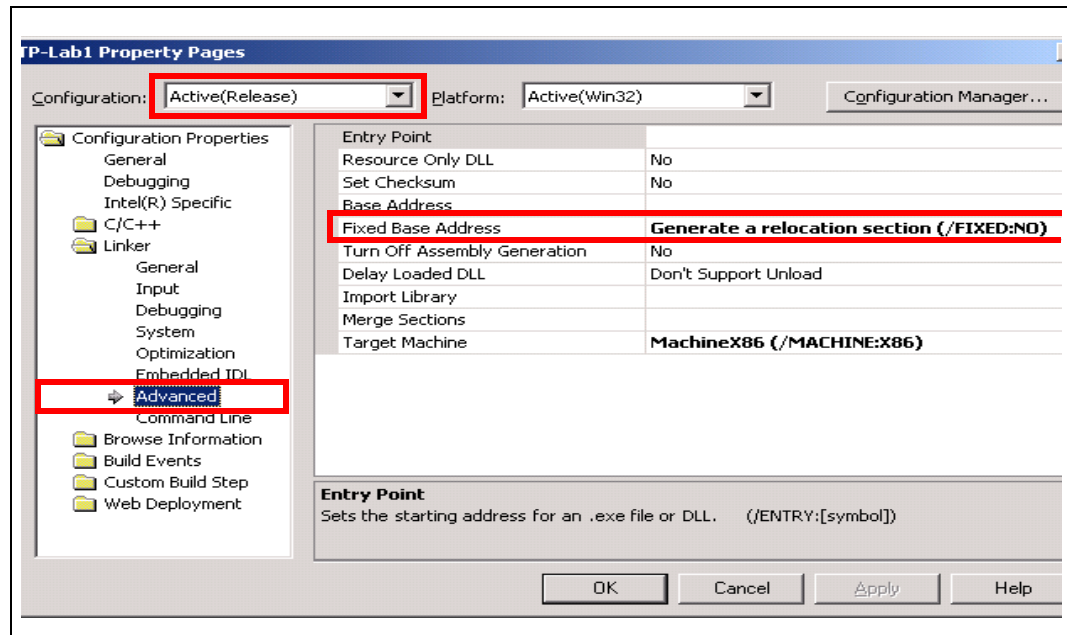 TP-Lab1 Property Pages
Configuration: Active(Release) Platform: Active(Win32) Configuration Manager...
Configuration Properties
General
Debugging
Intel(R) Specific
C/C++
Linker
General
Input
Debugging
System
Optimization
Embedded IDL
Advanced
Command Line
Browse Information
Build Events
Custom Build Step
Web Deployment
Entry Point
Resource Only DLL No
Set Checksum No
Base Address
Fixed Base Address Generate a relocation section (/FIXED:NO)
Turn Off Assembly Generation No
Delay Loaded DLL Don't Support Unload
Import Library
Merge Sections
Target Machine MachineX86 (/MACHINE:X86)
Entry Point
Sets the starting address for an .exe file or DLL. (/ENTRY:[symbol])
OK Cancel Apply Help